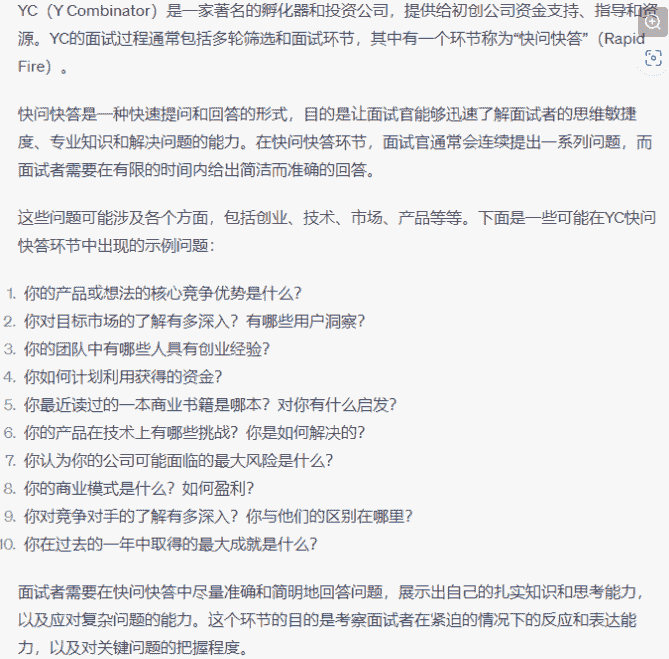 YC（Y Combinator）是一家著名的孵化器和投资公司，提供给初创公司资金支持、指导和资
源。YC的面试过程通常包括多轮筛选和面试环节，其中有一个环节称为“快问快答”（Rapid
Fire）。
快问快答是一种快速提问和回答的形式，目的是让面试官能够迅速了解面试者的思维敏捷
度、专业知识和解决问题的能力。在快问快答环节，面试官通常会连续提出一系列问题，而
面试者需要在有限的时间内给出简洁而准确的回答。
这些问题可能涉及各个方面，包括创业、技术、市场、产品等等。下面是一些可能在YC快问
快答环节中出现的示例问题：
1. 你的产品或想法的核心竞争优势是什么？
2. 你对目标市场的了解有多深入？有哪些用户洞察？
3. 你的团队中有哪些人具有创业经验？
4. 你如何计划利用获得的资金？
5. 你最近读过的一本商业书籍是哪本？对你有什么启发？
6. 你的产品在技术上有哪些挑战？你是如何解决的？
7. 你认为你的公司可能面临的最大风险是什么？
8. 你的商业模式是什么？如何盈利？
9. 你对竞争对手的了解有多深入？你与他们的区别在哪里？
10. 你在过去的一年中取得的最大成就是什么？
面试者需要在快问快答中尽量准确和简明地回答问题，展示出自己的扎实知识和思考能力，
以及应对复杂问题的能力。这个环节的目的是考察面试者在紧迫的情况下的反应和表达能
力，以及对关键问题的把握程度。